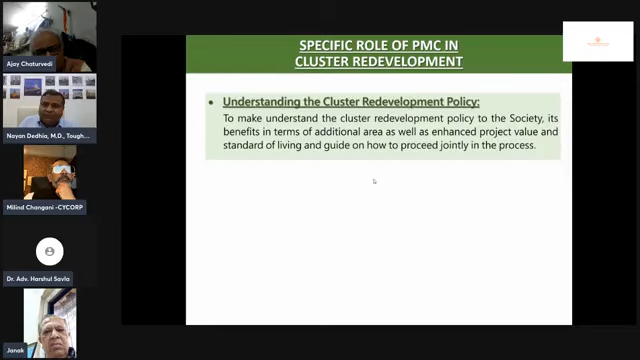 SPECIFIC ROLE OF PMC IN
CLUSTER REDEVELOPMENT
• Understanding the Cluster Redevelopment Policy:
To make understand the cluster redevelopment policy to the Society, its
benefits in terms of additional area as well as enhanced project value and
standard of living and guide on how to proceed jointly in the process.
Ajay Chaturvedi
Nayan Dedhia, M.D., Tough...
Milind Changani -CYCORP
Dr. Adv. Harshul Savla
Janak